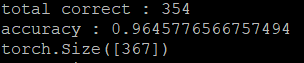 total correct : 354
accuracy : 0.9645776566757494
torch.Size([367])